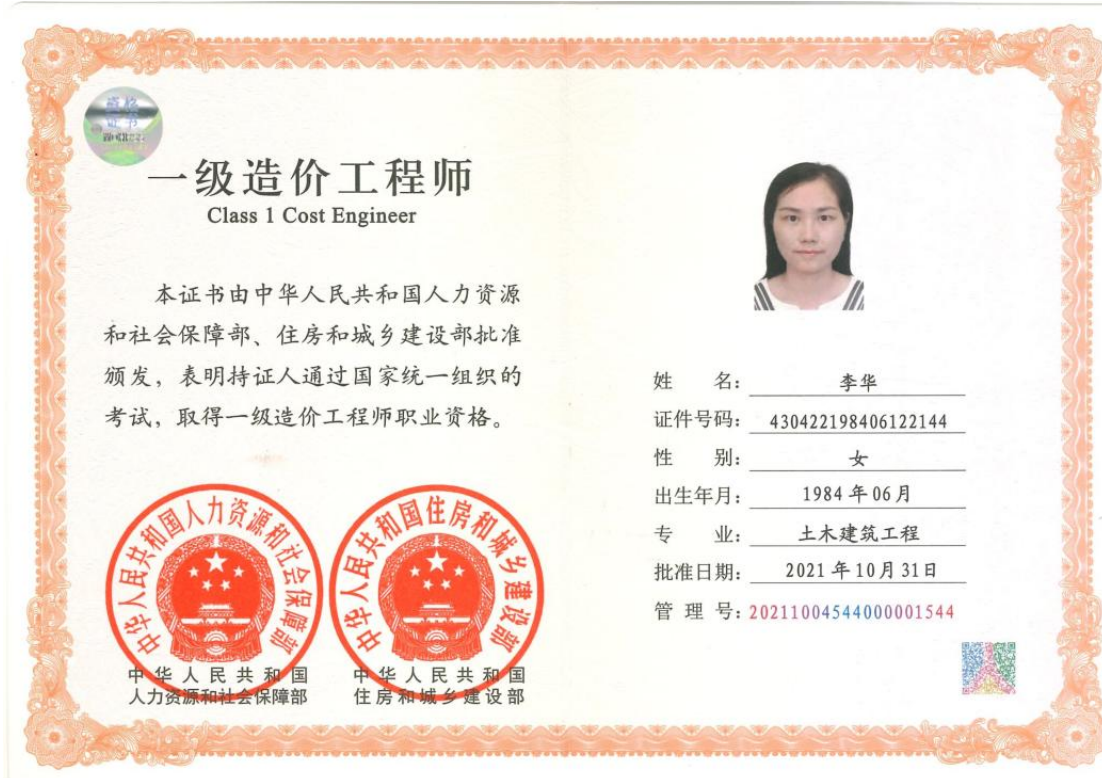 资格
证书
一级造价工程师
Class 1 Cost Engineer
本证书由中华人民共和国人力资源
和社会保障部、住房和城乡建设部批准
颁发，表明持证人通过国家统一组织的
考试，取得一级造价工程师职业资格。
中华人民共和国人力资源和社会保障部
中华人民共和国住房和城乡建设部
中华人民共和国
人力资源和社会保障部
中华人民共和国
住房和城乡建设部
姓 名：李华
证件号码：430422198406122144
性 别：女
出生年月：1984年06月
专 业：土木建筑工程
批准日期：2021年10月31日
管 理 号：20211004544000001544